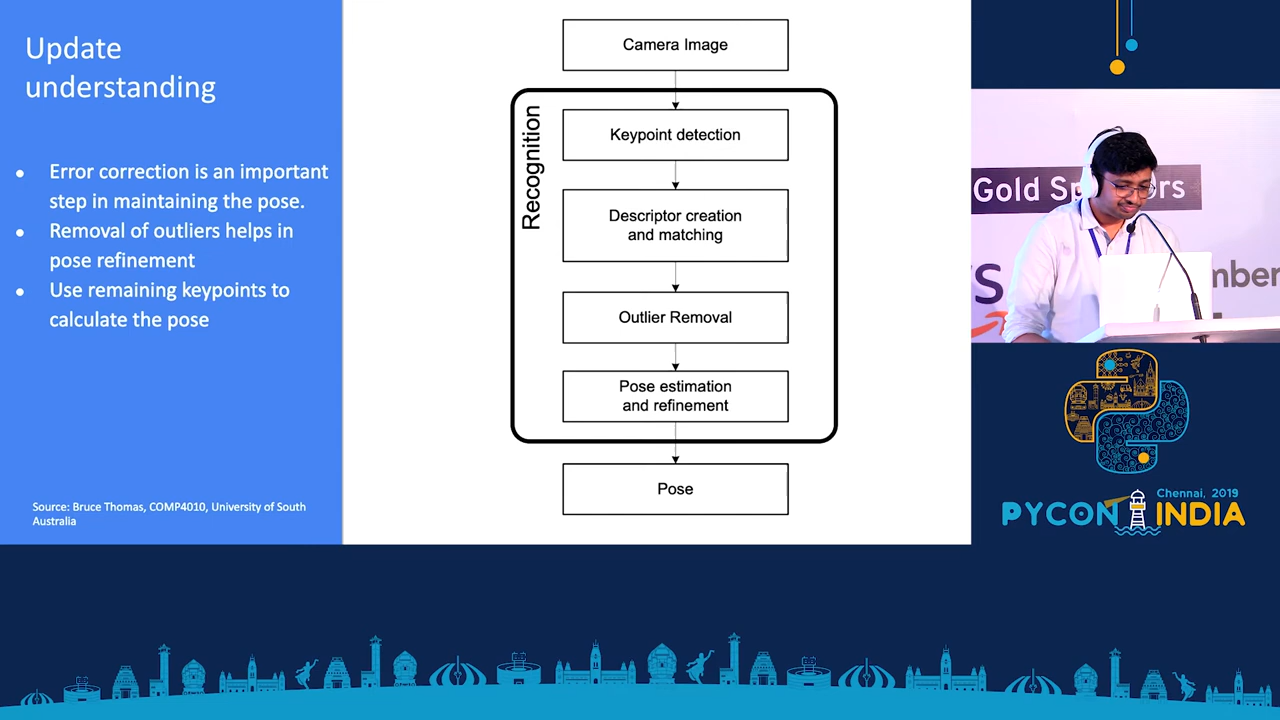 Update
understanding
● Error correction is an important
step in maintaining the pose.
● Removal of outliers helps in
pose refinement
● Use remaining keypoints to
calculate the pose
Source: Bruce Thomas, COMP4010, University of South
Australia
Camera Image
Recognition
Keypoint detection
Descriptor creation
and matching
Outlier Removal
Pose estimation
and refinement
Pose
Gold
Chennai, 2019
PYCON INDIA